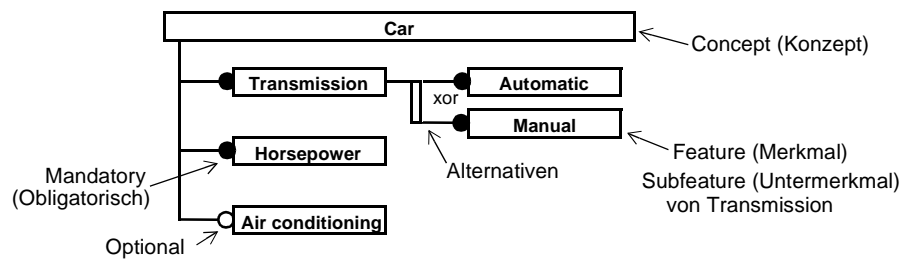 Car
Concept (Konzept)
Transmission
Automatic
xor
Manual
Horsepower
Alternativen
Feature (Merkmal)
Mandatory
(Obligatorisch)
Subfeature (Untermerkmal)
von Transmission
Air conditioning
Optional